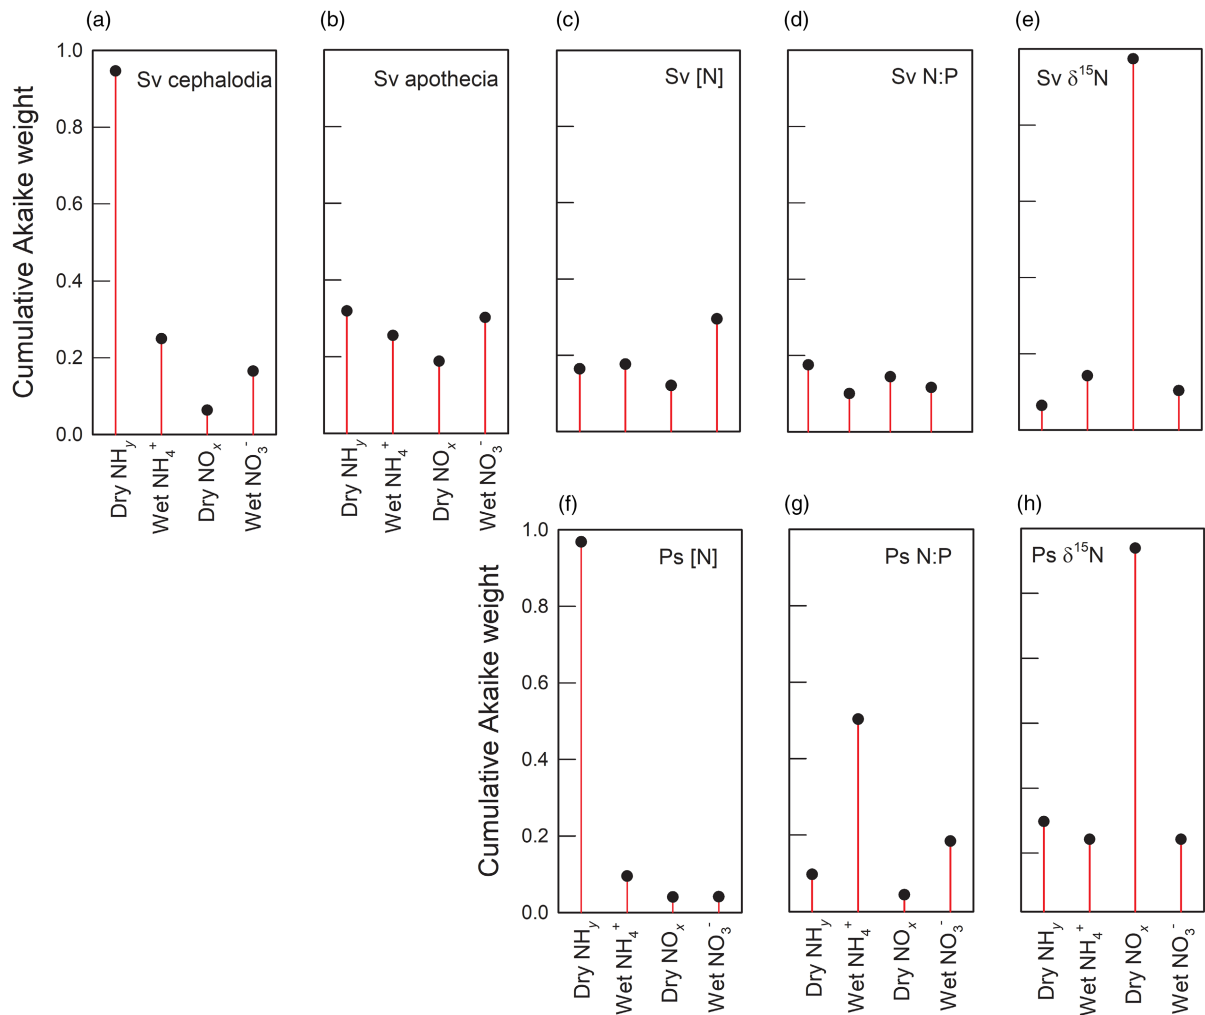 (a) (b) (c) (d) (e)
Cumulative Akaike weight
1.0
0.8
0.6
0.4
0.2
0.0
Sv cephalodia
Sv apothecia
Sv [N]
Sv N:P
Sv δ¹⁵N
Dry NHy
Wet NH₄⁺
Dry NOₓ
Wet NO₃⁻
Dry NHy
Wet NH₄⁺
Dry NOₓ
Wet NO₃⁻
(f) (g) (h)
Cumulative Akaike weight
1.0
0.8
0.6
0.4
0.2
0.0
Ps [N]
Ps N:P
Ps δ¹⁵N
Dry NHy
Wet NH₄⁺
Dry NOₓ
Wet NO₃⁻
Dry NHy
Wet NH₄⁺
Dry NOₓ
Wet NO₃⁻
Dry NHy
Wet NH₄⁺
Dry NOₓ
Wet NO₃⁻